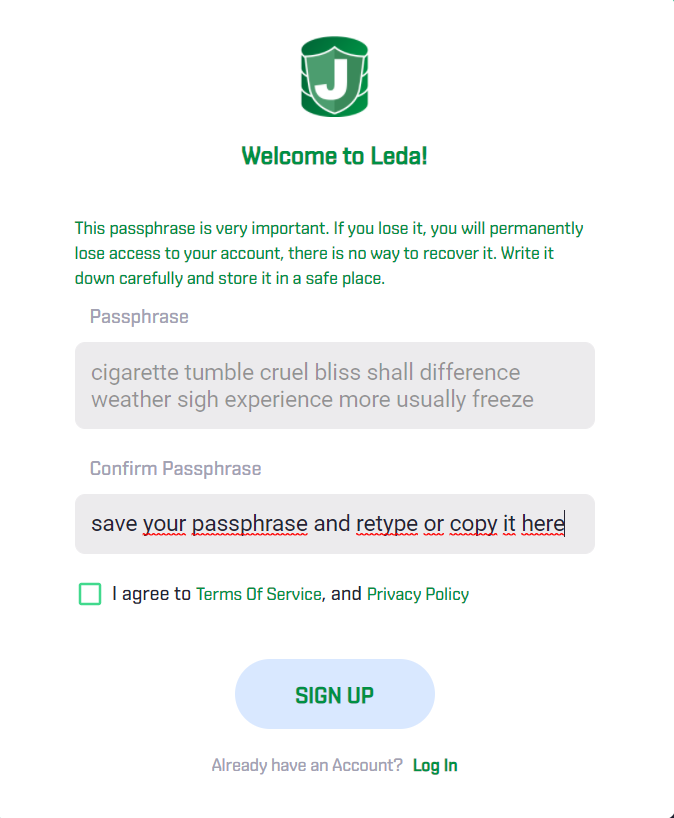 J
Welcome to Leda!
This passphrase is very important. If you lose it, you will permanently
lose access to your account, there is no way to recover it. Write it
down carefully and store it in a safe place.
Passphrase
cigarette tumble cruel bliss shall difference
weather sigh experience more usually freeze
Confirm Passphrase
save your passphrase and retype or copy it here
I agree to Terms Of Service, and Privacy Policy
SIGN UP
Already have an Account? Log In